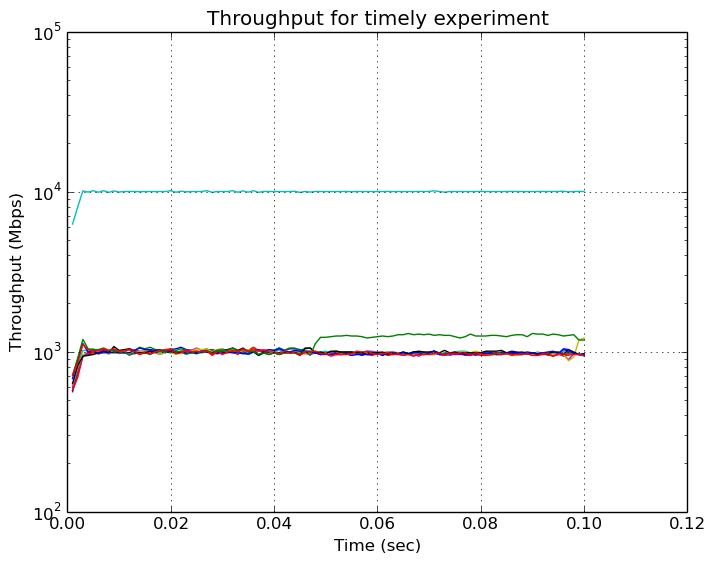 Throughput for timely experiment
10^5
10^4
10^3
10^2
Throughput (Mbps)
0.00 0.02 0.04 0.06 0.08 0.10 0.12
Time (sec)